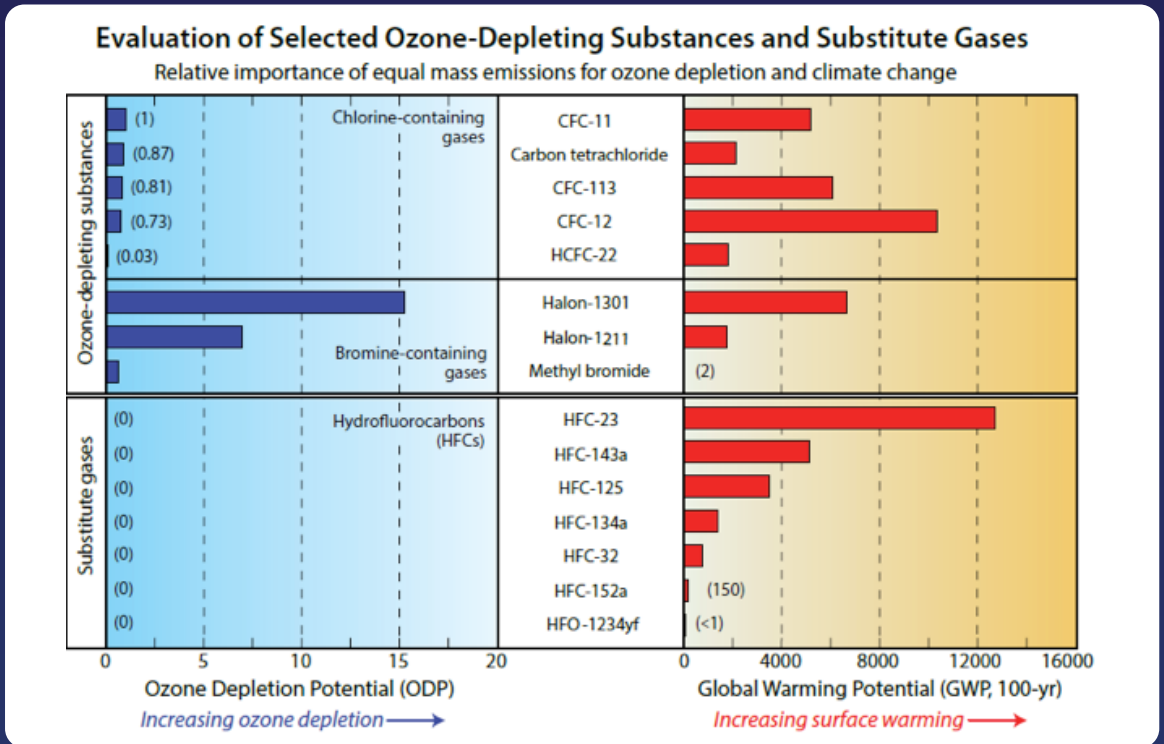 Evaluation of Selected Ozone-Depleting Substances and Substitute Gases
Relative importance of equal mass emissions for ozone depletion and climate change
Ozone-depleting substances
Chlorine-containing
gases
(1)
CFC-11
(0.87)
Carbon tetrachloride
(0.81)
CFC-113
(0.73)
CFC-12
(0.03)
HCFC-22
Halon-1301
Halon-1211
Bromine-containing
gases
Methyl bromide
(2)
Substitute gases
Hydrofluorocarbons
(HFCs)
(0)
HFC-23
(0)
HFC-143a
(0)
HFC-125
(0)
HFC-134a
(0)
HFC-32
(0)
HFC-152a
(150)
(0)
HFO-1234yf
(<1)
0 5 10 15 20
0 4000 8000 12000 16000
Ozone Depletion Potential (ODP)
Global Warming Potential (GWP, 100-yr)
Increasing ozone depletion
Increasing surface warming